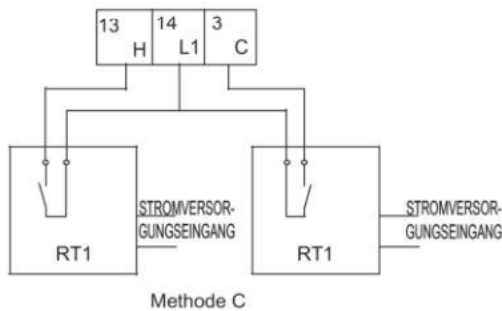 13 14 3
H L1 C
STROMVERSOR-
GUNGSEINGANG
RT1
STROMVERSOR-
GUNGSEINGANG
RT1
Methode C